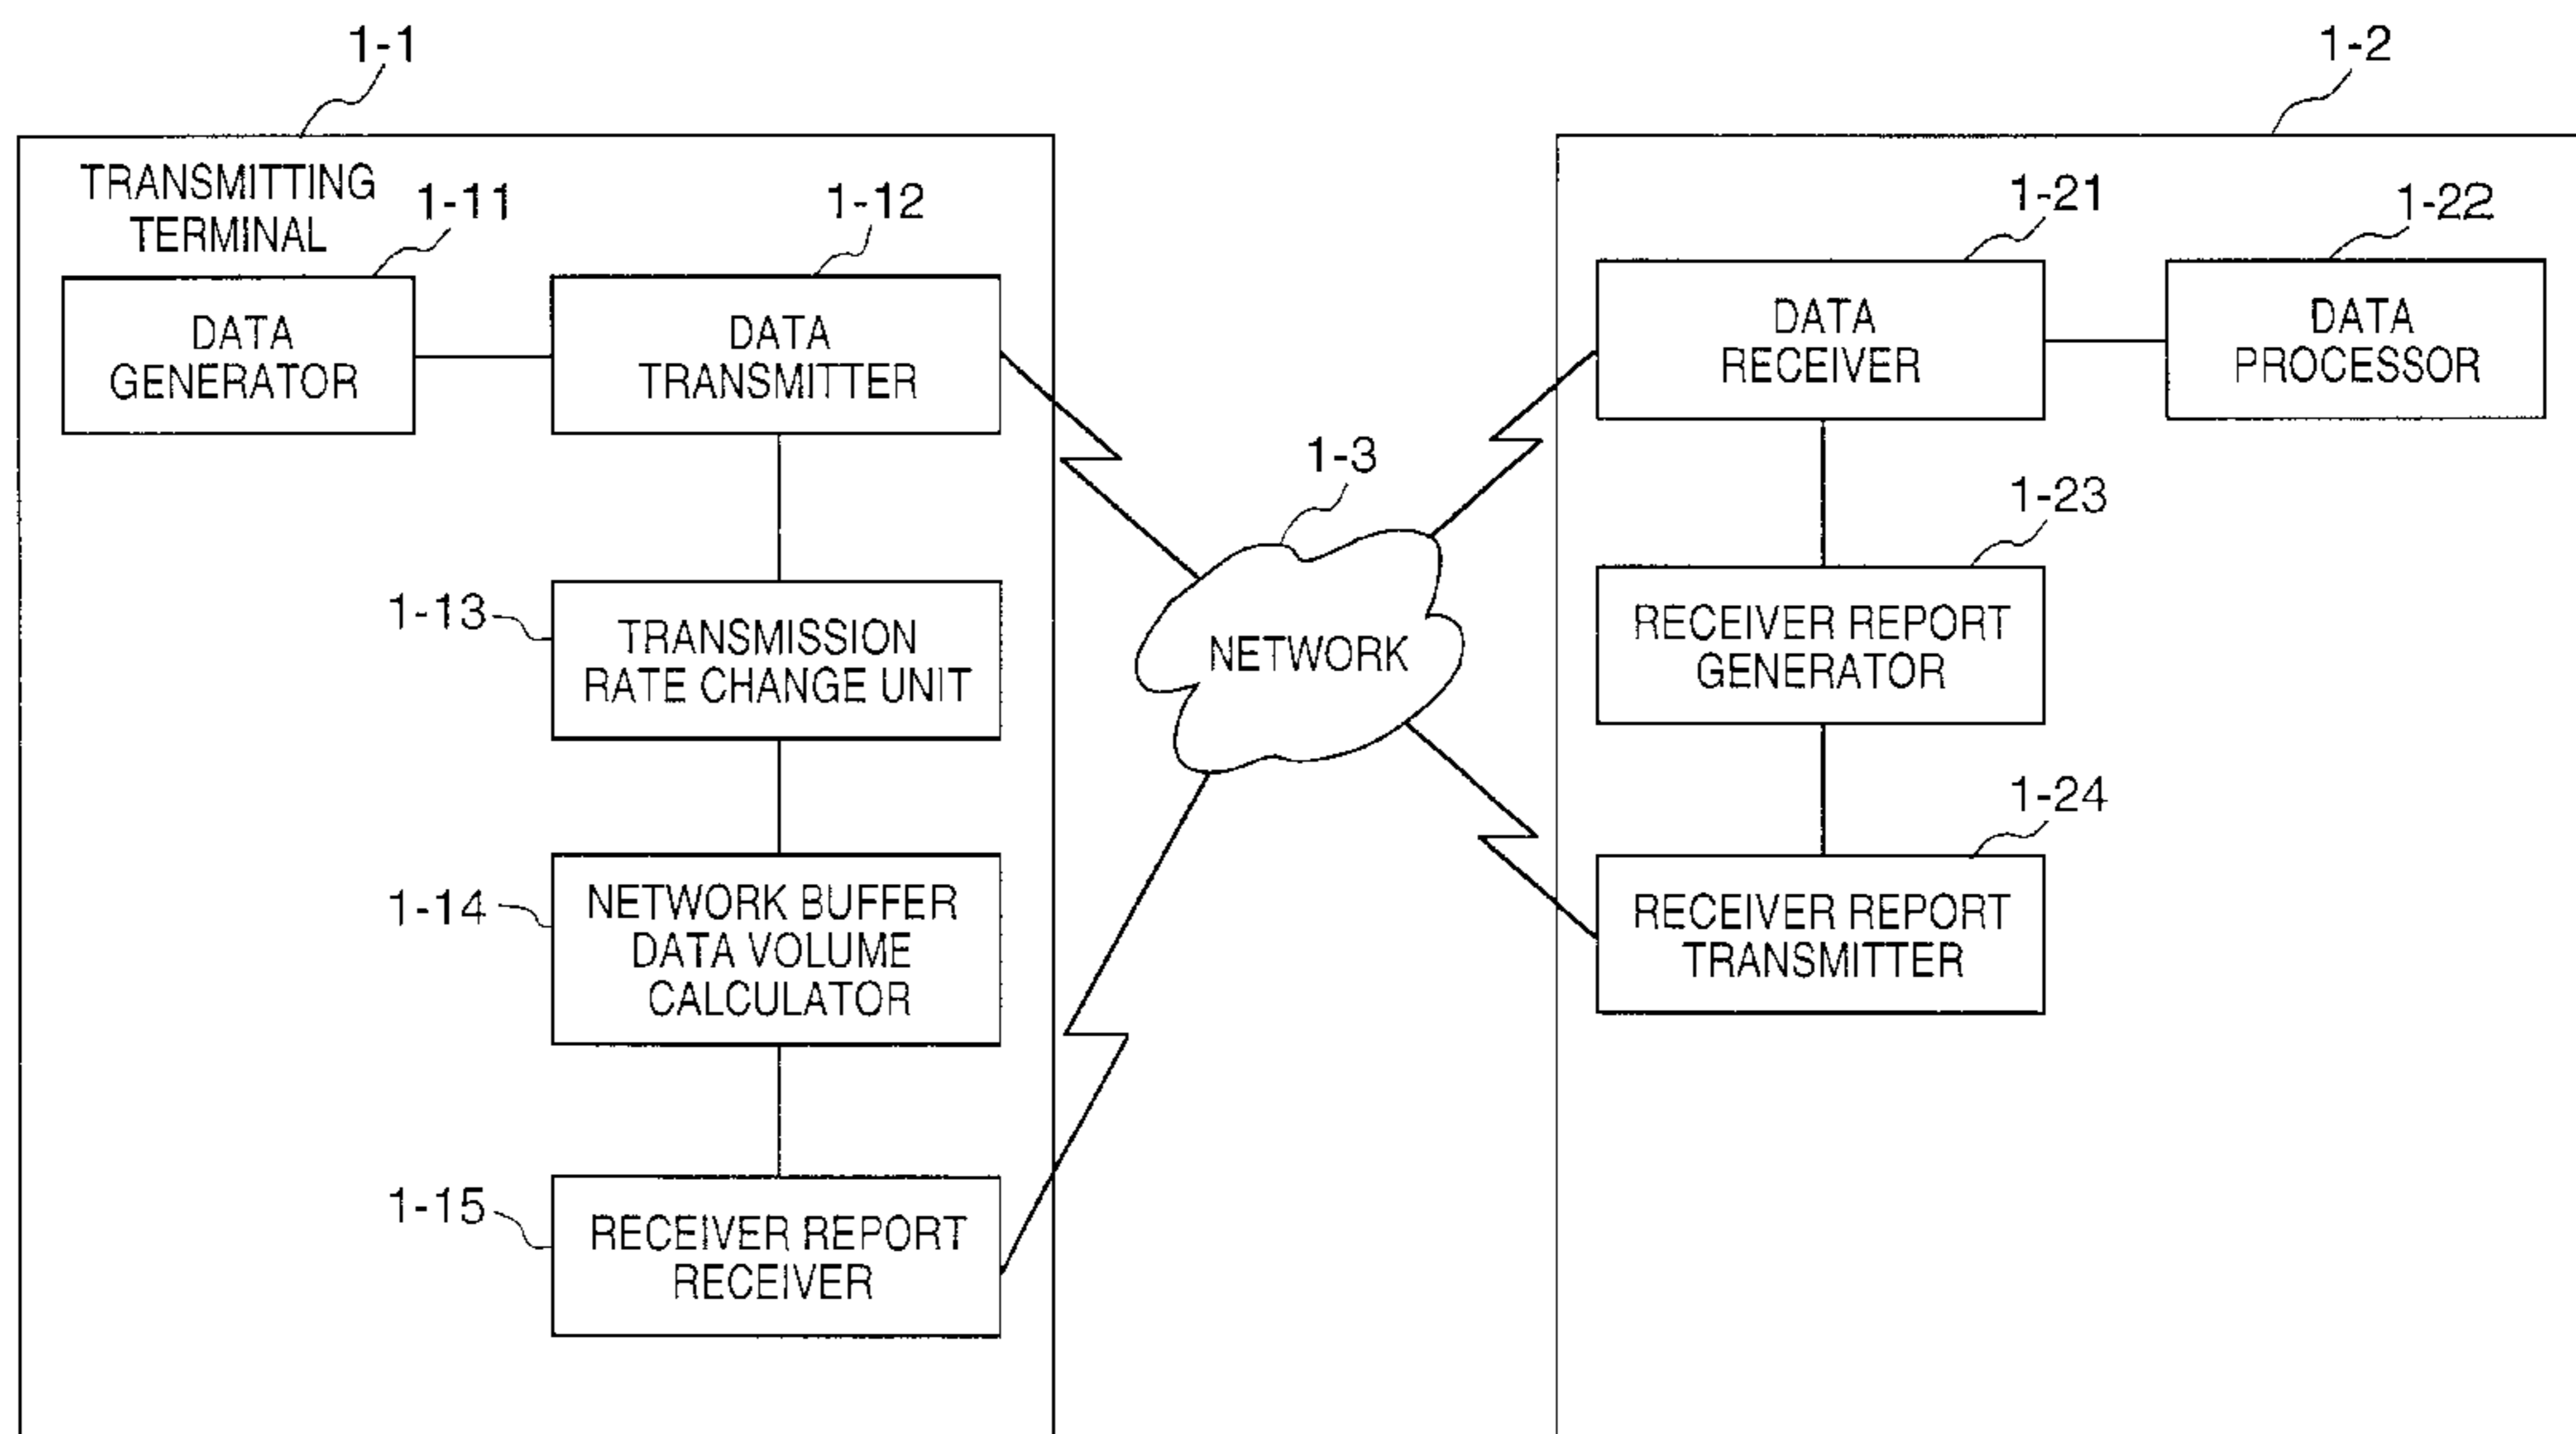 1-1
1-2
TRANSMITTING
TERMINAL
1-11
1-12
DATA
GENERATOR
DATA
TRANSMITTER
1-13
TRANSMISSION
RATE CHANGE UNIT
1-14
NETWORK BUFFER
DATA VOLUME
CALCULATOR
1-15
RECEIVER REPORT
RECEIVER
1-3
NETWORK
1-21
1-22
DATA
RECEIVER
DATA
PROCESSOR
1-23
RECEIVER REPORT
GENERATOR
1-24
RECEIVER REPORT
TRANSMITTER